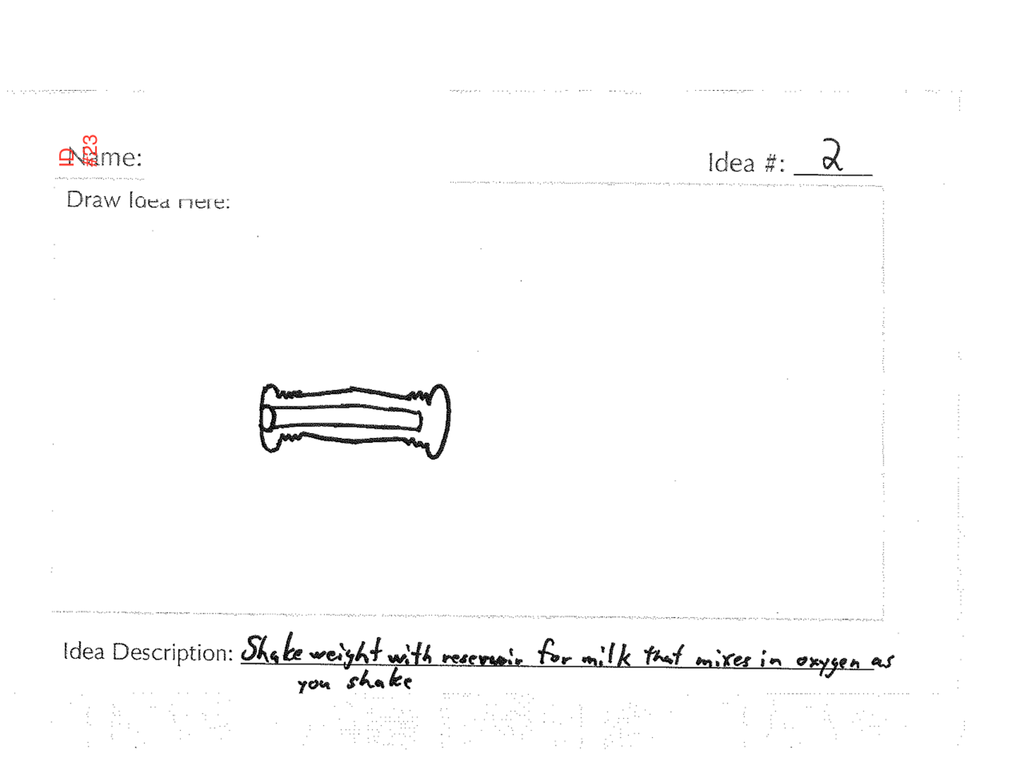 ID
#23
Name:
Idea #: 2
Draw Idea Here:
Idea Description: Shake weight with reservoir for milk that mixes in oxygen as
you shake